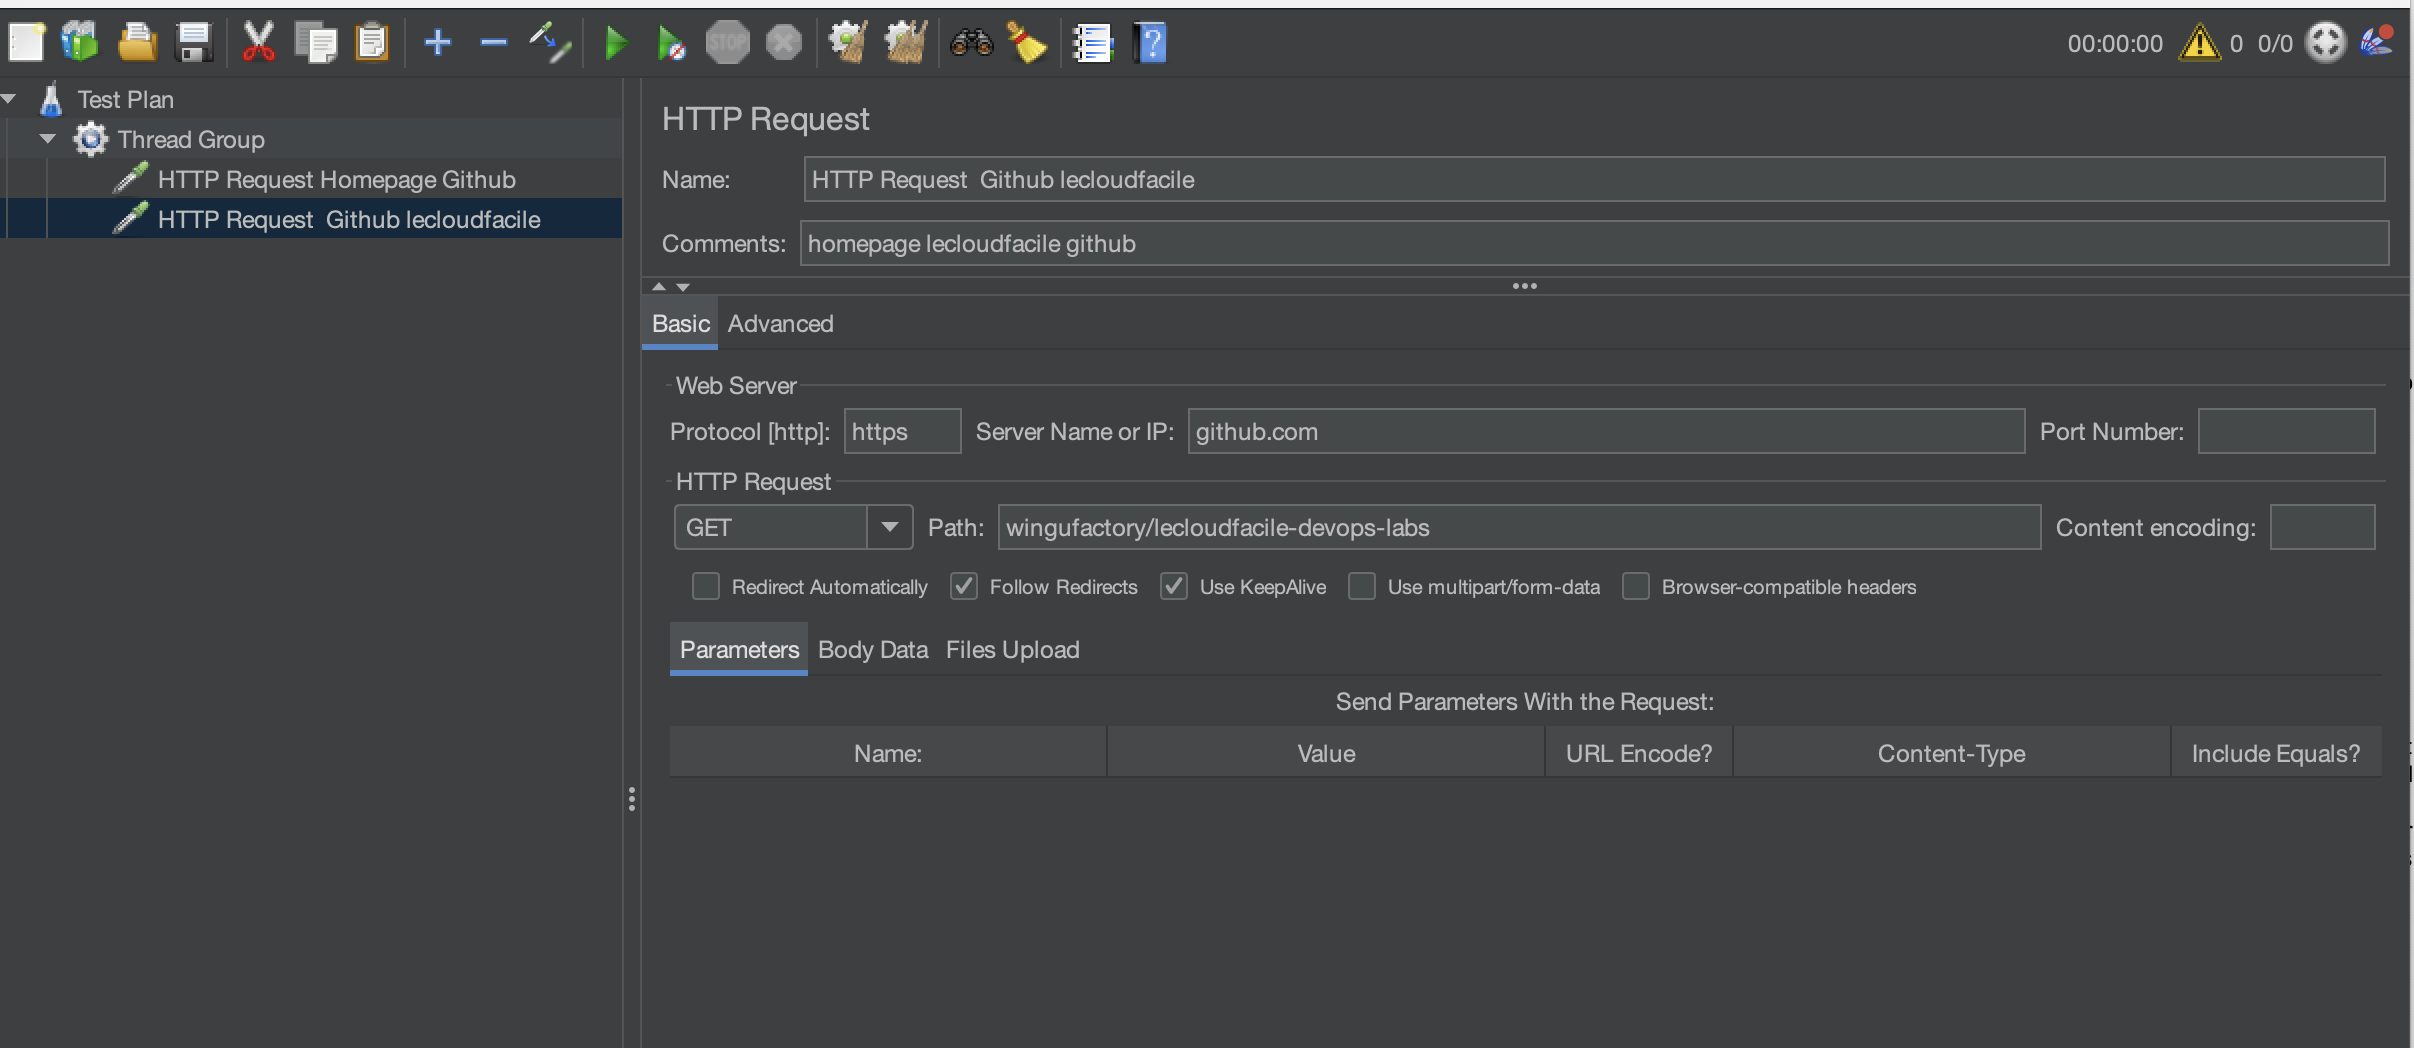 STOP
00:00:00 0 0/0
Test Plan
Thread Group
HTTP Request Homepage Github
HTTP Request  Github lecloudfacile
HTTP Request
Name: HTTP Request  Github lecloudfacile
Comments: homepage lecloudfacile github
Basic Advanced
Web Server
Protocol [http]: https Server Name or IP: github.com Port Number:
HTTP Request
GET Path: wingufactory/lecloudfacile-devops-labs Content encoding:
Redirect Automatically Follow Redirects Use KeepAlive Use multipart/form-data Browser-compatible headers
Parameters Body Data Files Upload
Send Parameters With the Request:
Name: Value URL Encode? Content-Type Include Equals?